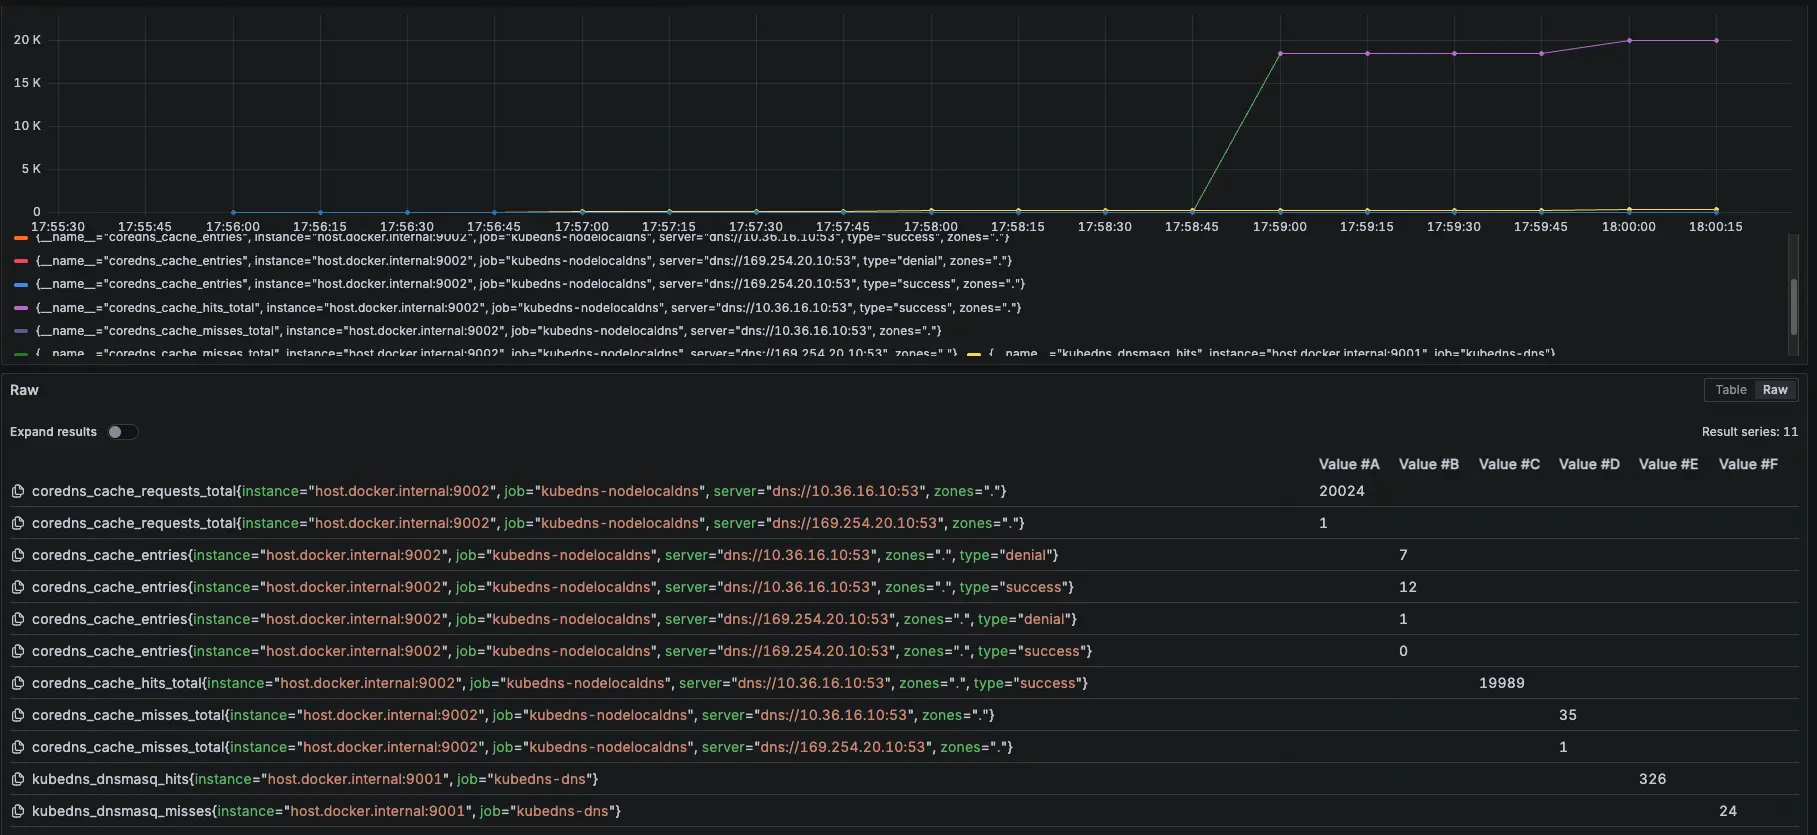 20 K
15 K
10 K
5 K
0
17:55:30 17:55:45 17:56:00 17:56:15 17:56:30 17:56:45 17:57:00 17:57:15 17:57:30 17:57:45 17:58:00 17:58:15 17:58:30 17:58:45 17:59:00 17:59:15 17:59:30 17:59:45 18:00:00 18:00:15
{__name__="coredns_cache_entries", instance="host.docker.internal:9002", job="kubedns-nodelocaldns", server="dns://10.36.16.10:53", type="success", zones="."}
{__name__="coredns_cache_entries", instance="host.docker.internal:9002", job="kubedns-nodelocaldns", server="dns://169.254.20.10:53", type="denial", zones="."}
{__name__="coredns_cache_entries", instance="host.docker.internal:9002", job="kubedns-nodelocaldns", server="dns://169.254.20.10:53", type="success", zones="."}
{__name__="coredns_cache_hits_total", instance="host.docker.internal:9002", job="kubedns-nodelocaldns", server="dns://10.36.16.10:53", type="success", zones="."}
{__name__="coredns_cache_misses_total", instance="host.docker.internal:9002", job="kubedns-nodelocaldns", server="dns://10.36.16.10:53", zones="."}
{__name__="coredns_cache_misses_total", instance="host.docker.internal:9002", job="kubedns-nodelocaldns", server="dns://169.254.20.10:53", zones="."} {__name__="kubedns_dnsmasq_hits", instance="host.docker.internal:9001", job="kubedns-dns"}
Raw Table Raw
Expand results Result series: 11
Value #A Value #B Value #C Value #D Value #E Value #F
coredns_cache_requests_total{instance="host.docker.internal:9002", job="kubedns-nodelocaldns", server="dns://10.36.16.10:53", zones="."} 20024
coredns_cache_requests_total{instance="host.docker.internal:9002", job="kubedns-nodelocaldns", server="dns://169.254.20.10:53", zones="."} 1
coredns_cache_entries{instance="host.docker.internal:9002", job="kubedns-nodelocaldns", server="dns://10.36.16.10:53", zones=".", type="denial"} 7
coredns_cache_entries{instance="host.docker.internal:9002", job="kubedns-nodelocaldns", server="dns://10.36.16.10:53", zones=".", type="success"} 12
coredns_cache_entries{instance="host.docker.internal:9002", job="kubedns-nodelocaldns", server="dns://169.254.20.10:53", zones=".", type="denial"} 1
coredns_cache_entries{instance="host.docker.internal:9002", job="kubedns-nodelocaldns", server="dns://169.254.20.10:53", zones=".", type="success"} 0
coredns_cache_hits_total{instance="host.docker.internal:9002", job="kubedns-nodelocaldns", server="dns://10.36.16.10:53", zones=".", type="success"} 19989
coredns_cache_misses_total{instance="host.docker.internal:9002", job="kubedns-nodelocaldns", server="dns://10.36.16.10:53", zones="."} 35
coredns_cache_misses_total{instance="host.docker.internal:9002", job="kubedns-nodelocaldns", server="dns://169.254.20.10:53", zones="."} 1
kubedns_dnsmasq_hits{instance="host.docker.internal:9001", job="kubedns-dns"} 326
kubedns_dnsmasq_misses{instance="host.docker.internal:9001", job="kubedns-dns"} 24